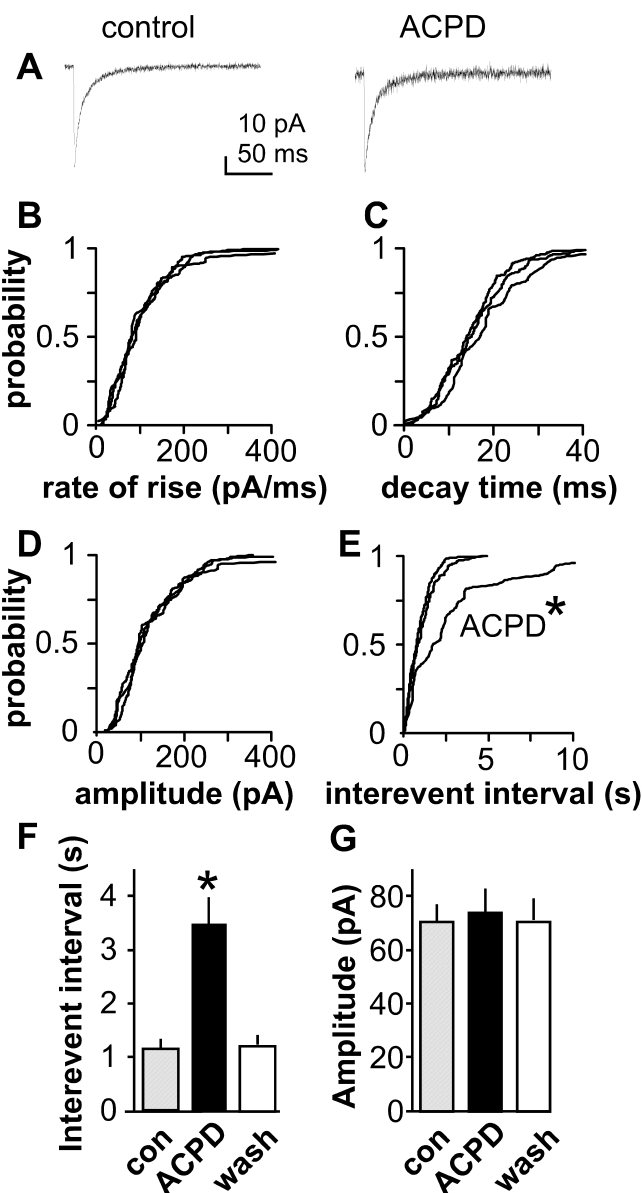 control ACPD
A
10 pA
50 ms
B C
probability
1 1
0.5 0.5
0 0
0 200 400 0 20 40
rate of rise (pA/ms) decay time (ms)
D E
probability
1 1
ACPD*
0.5 0.5
0 0
0 200 400 0 5 10
amplitude (pA) interevent interval (s)
F G
Interevent interval (s)
4
3
2
1
0
*
con ACPD wash
Amplitude (pA)
80
60
40
20
0
con ACPD wash